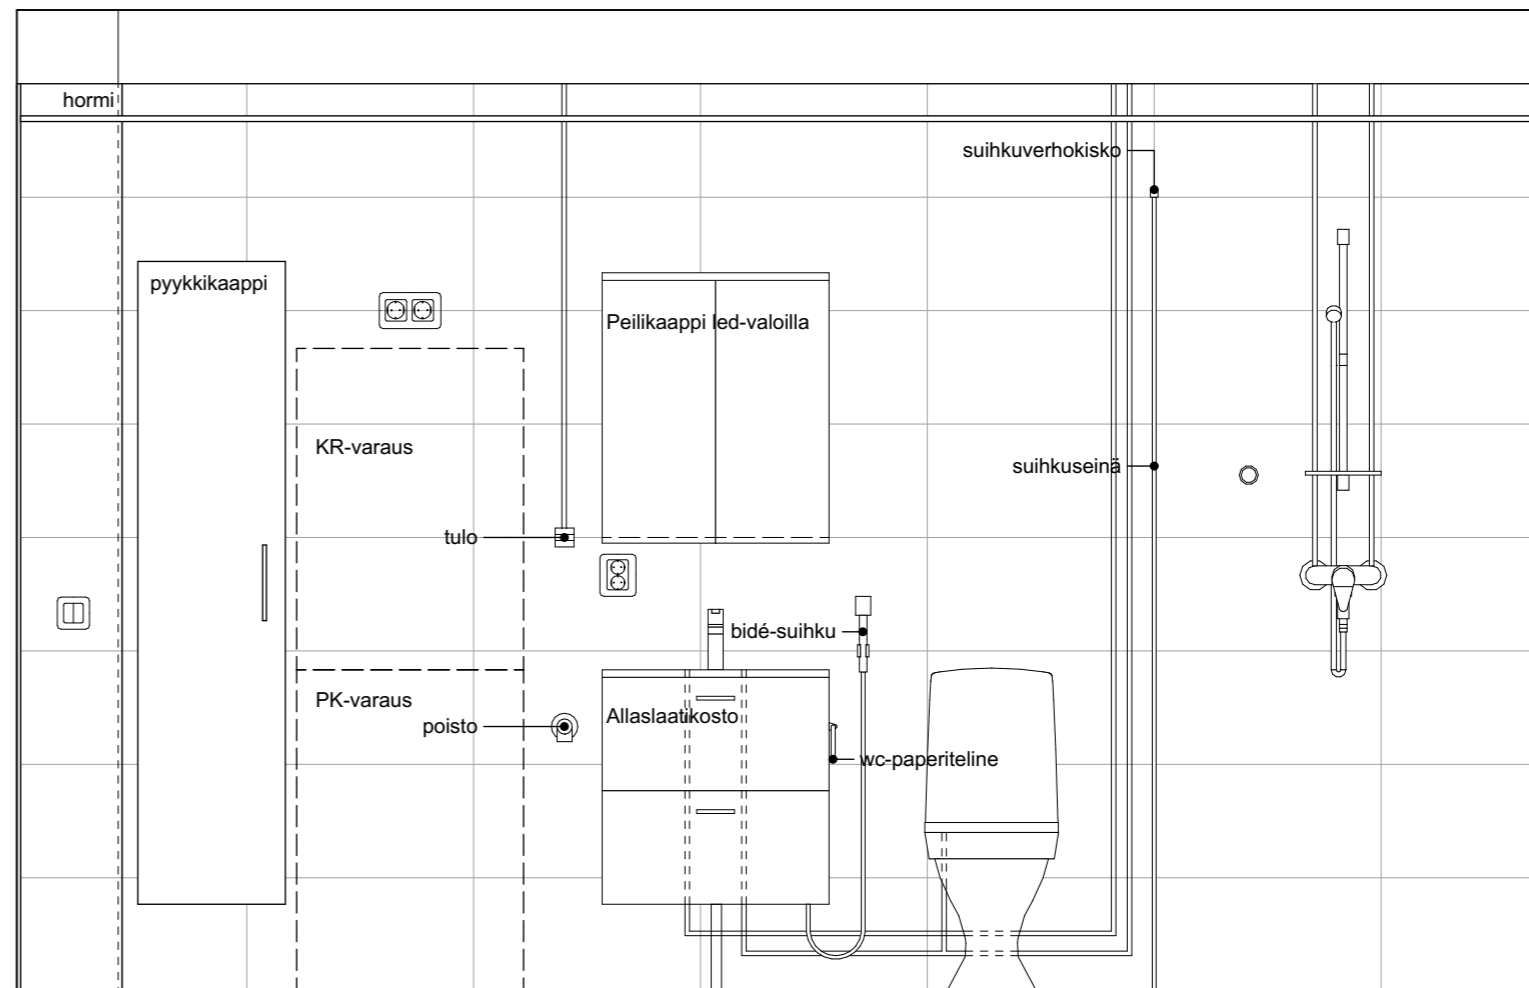 hormi
suihkuverhokisko
pyykkikaappi
Peilikaappi led-valoilla
KR-varaus
suihkuseinä
tulo
bidé-suihku
PK-varaus
Allaslaatikosto
poisto
wc-paperiteline